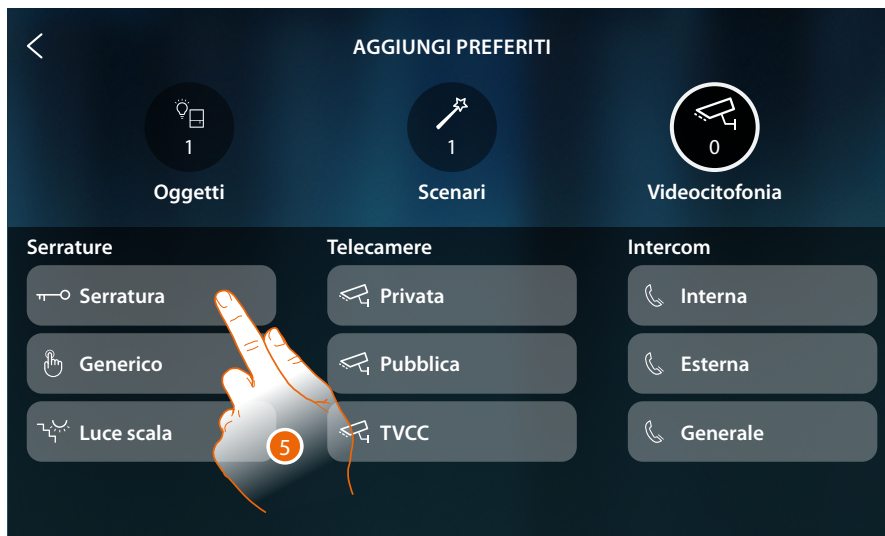 AGGIUNGI PREFERITI
1
1
0
Oggetti
Scenari
Videocitofonia
Serrature
Telecamere
Intercom
Serratura
Privata
Interna
Generico
Pubblica
Esterna
Luce scala
5
TVCC
Generale